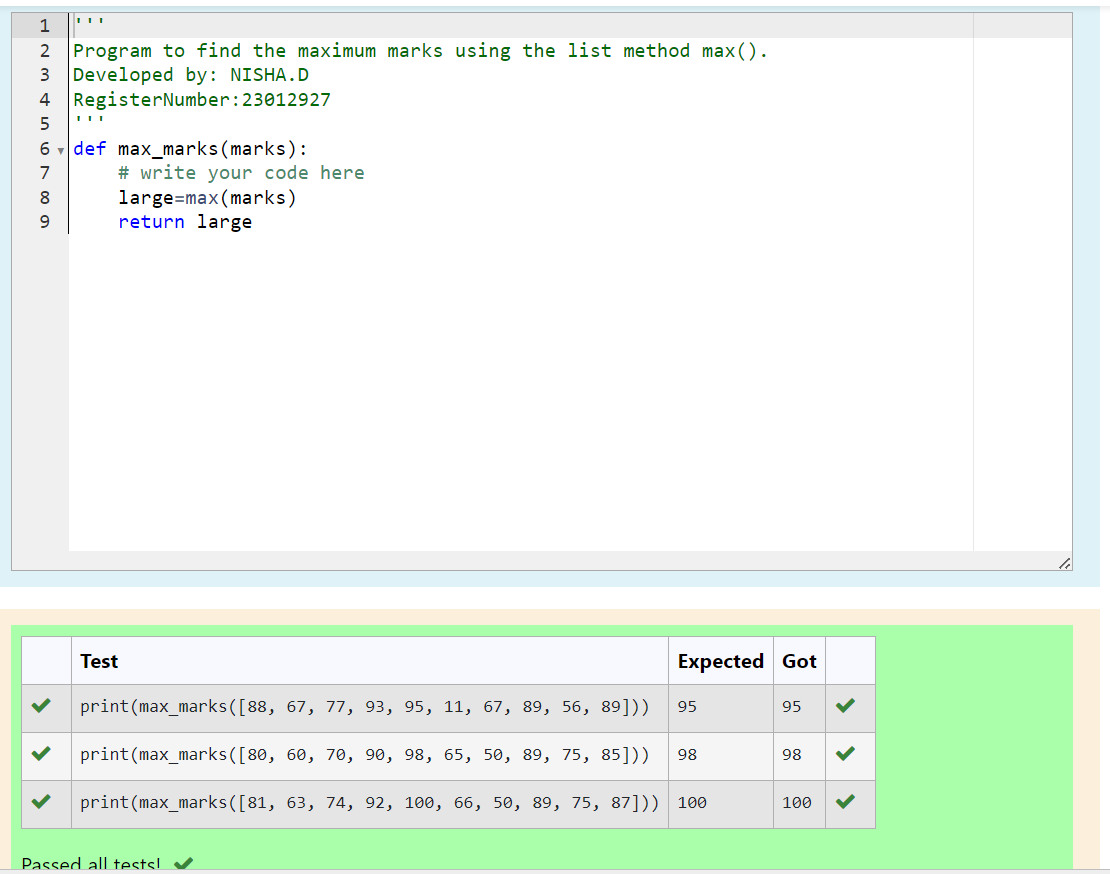 1 '''
2 Program to find the maximum marks using the list method max().
3 Developed by: NISHA.D
4 RegisterNumber:23012927
5 '''
6 def max_marks(marks):
7     # write your code here
8     large=max(marks)
9     return large
Test Expected Got
print(max_marks([88, 67, 77, 93, 95, 11, 67, 89, 56, 89])) 95 95
print(max_marks([80, 60, 70, 90, 98, 65, 50, 89, 75, 85])) 98 98
print(max_marks([81, 63, 74, 92, 100, 66, 50, 89, 75, 87])) 100 100
Passed all tests!